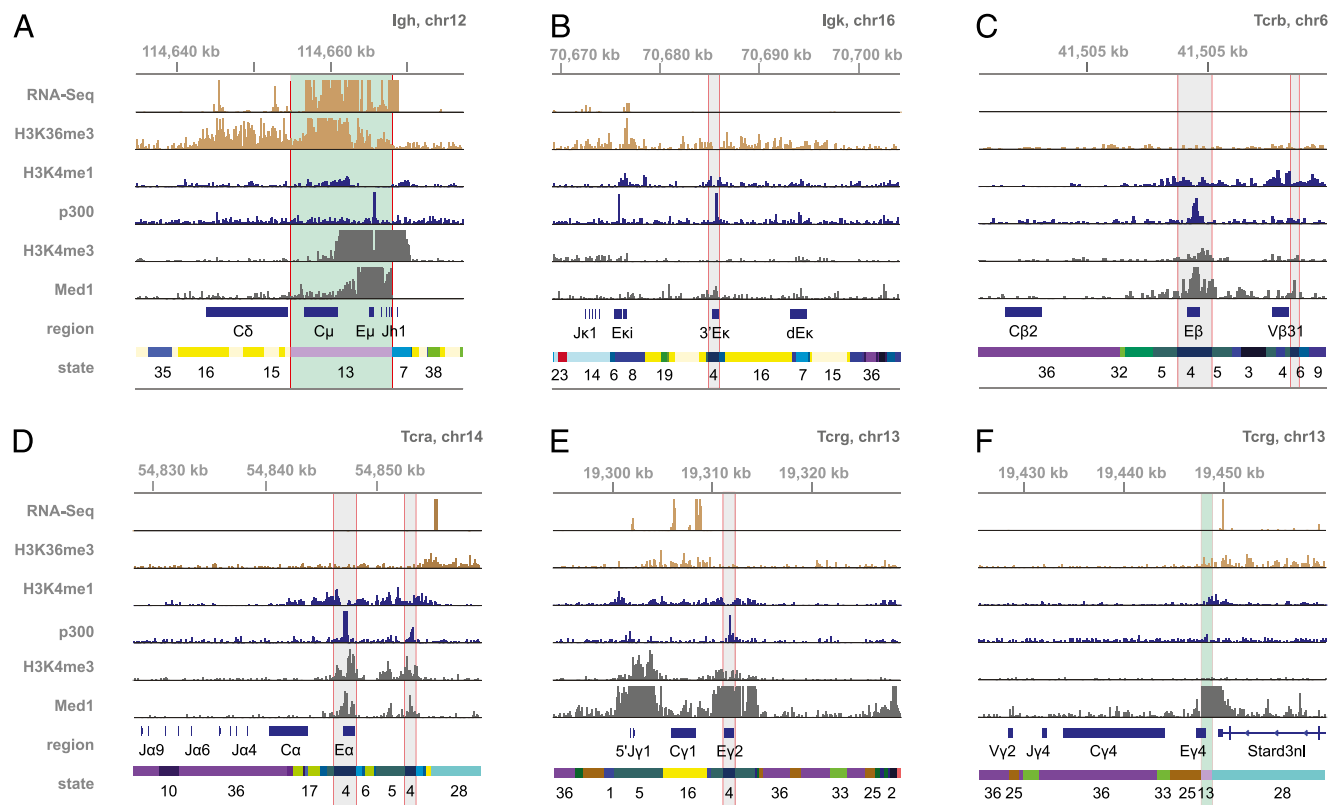 A
Igh, chr12
114,640 kb 114,660 kb
RNA-Seq
H3K36me3
H3K4me1
p300
H3K4me3
Med1
region
Cδ Cμ Eμ Jh1
state
35 16 15 13 7 38
B
Igk, chr16
70,670 kb 70,680 kb 70,690 kb 70,700 kb
Jκ1 Eκi 3'Eκ dEκ
23 14 6 8 19 4 16 7 15 36
C
Tcrb, chr6
41,505 kb 41,505 kb
Cβ2 Eβ Vβ31
36 32 5 4 5 3 4 6 9
D
Tcra, chr14
54,830 kb 54,840 kb 54,850 kb
RNA-Seq
H3K36me3
H3K4me1
p300
H3K4me3
Med1
region
Jα9 Jα6 Jα4 Cα Eα
state
10 36 17 4 6 5 4 28
E
Tcrg, chr13
19,300 kb 19,310 kb 19,320 kb
5'Jγ1 Cγ1 Eγ2
36 1 5 16 4 36 33 25 2
F
Tcrg, chr13
19,430 kb 19,440 kb 19,450 kb
Vγ2 Jγ4 Cγ4 Eγ4 Stard3nl
36 25 36 33 25 13 28